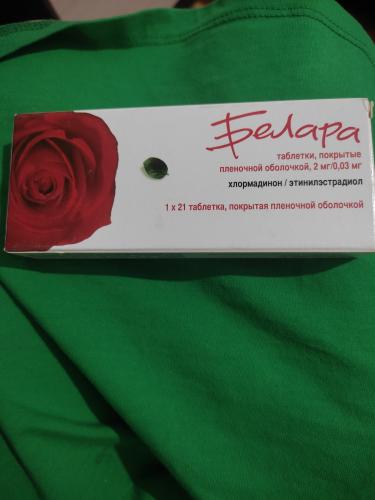 Белара
таблетки, покрытые
пленочной оболочкой, 2 мг/0,03 мг
хлормадинон / этинилэстрадиол
1 x 21 таблетка, покрытая пленочной оболочкой